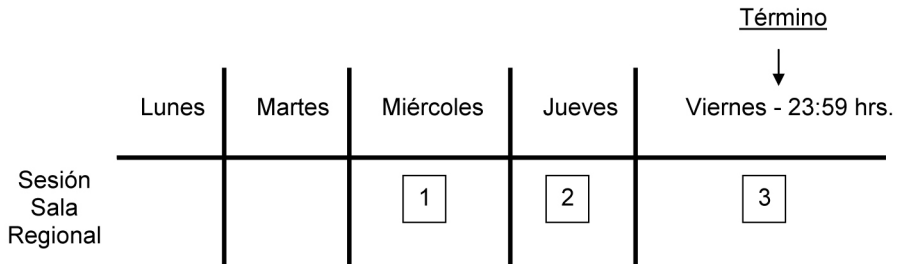 Término
Lunes Martes Miércoles Jueves Viernes - 23:59 hrs.
Sesión
Sala
Regional
1 2 3